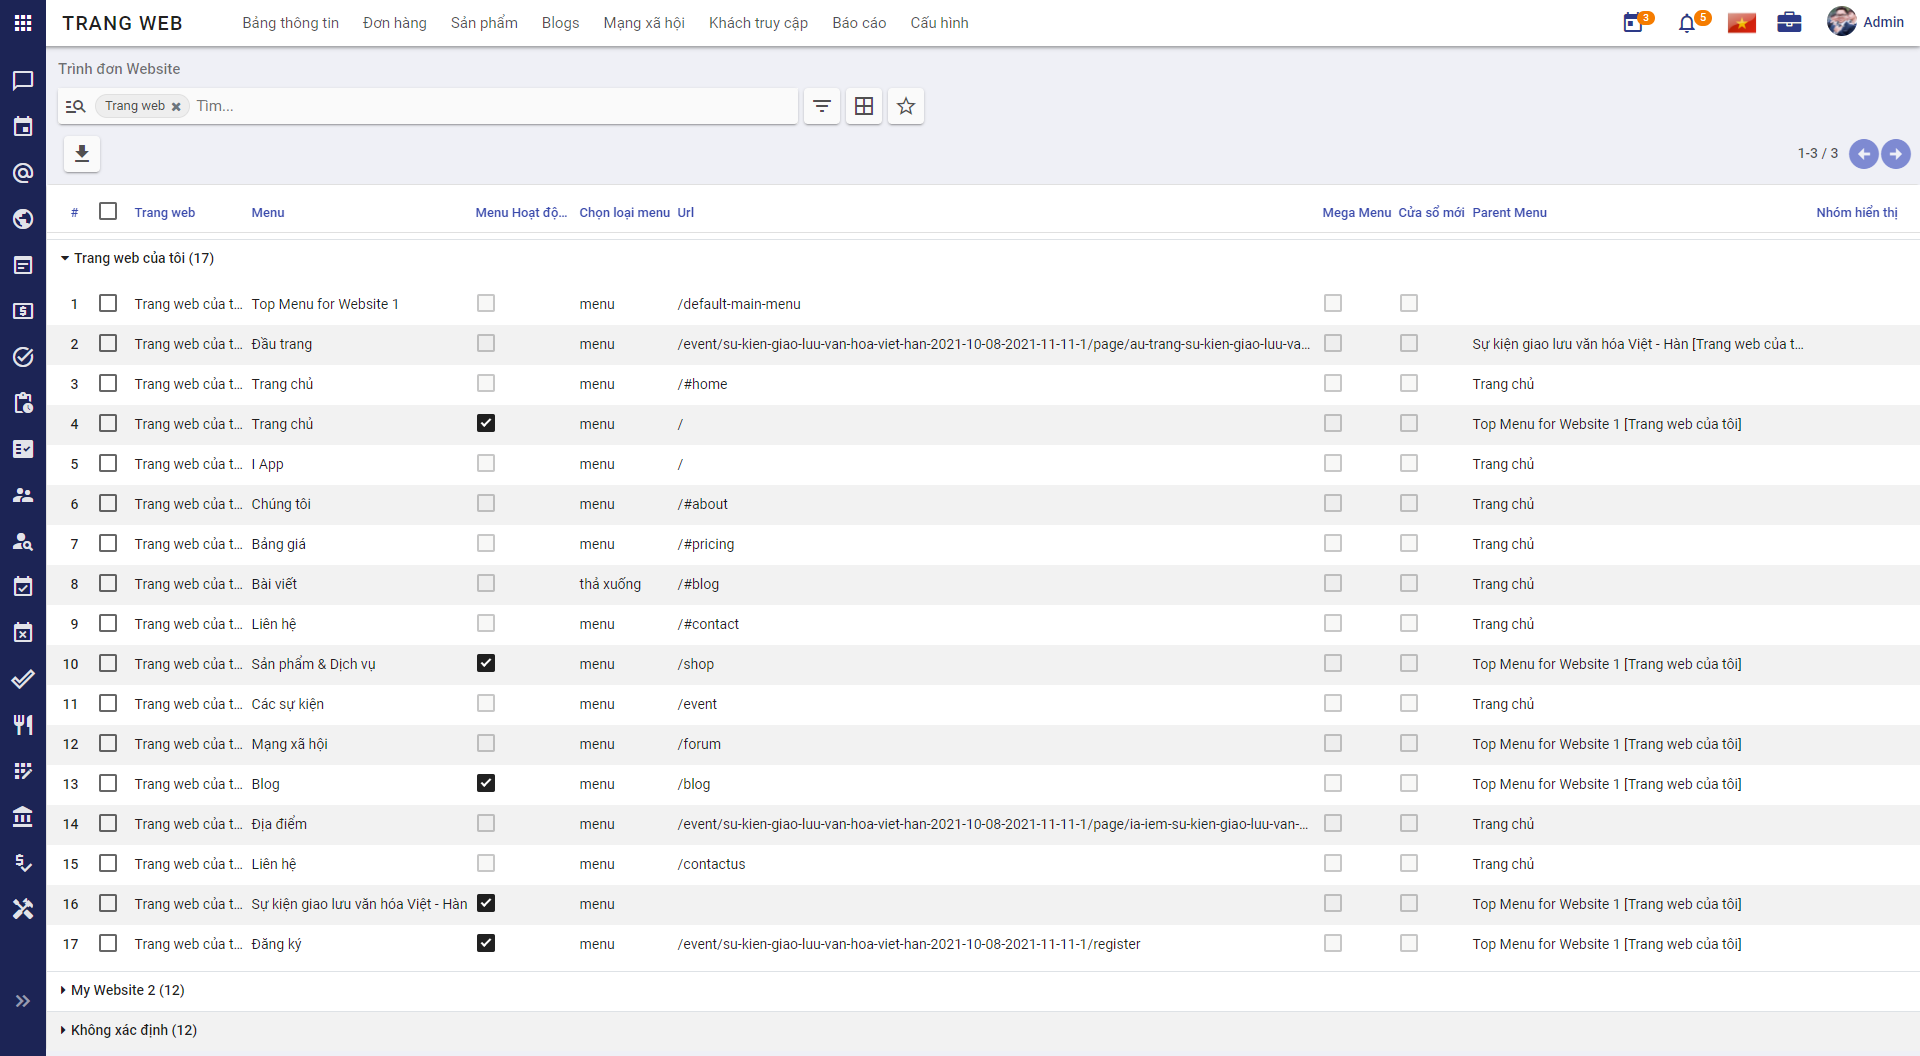 TRANG WEB Bảng thông tin Đơn hàng Sản phẩm Blogs Mạng xã hội Khách truy cập Báo cáo Cấu hình 3 5 Admin
Trình đơn Website
Trang web Tìm...
1-3 / 3
# Trang web Menu Menu Hoạt độ... Chọn loại menu Url Mega Menu Cửa sổ mới Parent Menu Nhóm hiển thị
Trang web của tôi (17)
1 Trang web của t... Top Menu for Website 1 menu /default-main-menu
2 Trang web của t... Đầu trang menu /event/su-kien-giao-luu-van-hoa-viet-han-2021-10-08-2021-11-11-1/page/au-trang-su-kien-giao-luu-va... Sự kiện giao lưu văn hóa Việt - Hàn [Trang web của t...
3 Trang web của t... Trang chủ menu /#home Trang chủ
4 Trang web của t... Trang chủ menu / Top Menu for Website 1 [Trang web của tôi]
5 Trang web của t... I App menu / Trang chủ
6 Trang web của t... Chúng tôi menu /#about Trang chủ
7 Trang web của t... Bảng giá menu /#pricing Trang chủ
8 Trang web của t... Bài viết thả xuống /#blog Trang chủ
9 Trang web của t... Liên hệ menu /#contact Trang chủ
10 Trang web của t... Sản phẩm & Dịch vụ menu /shop Top Menu for Website 1 [Trang web của tôi]
11 Trang web của t... Các sự kiện menu /event Trang chủ
12 Trang web của t... Mạng xã hội menu /forum Top Menu for Website 1 [Trang web của tôi]
13 Trang web của t... Blog menu /blog Top Menu for Website 1 [Trang web của tôi]
14 Trang web của t... Địa điểm menu /event/su-kien-giao-luu-van-hoa-viet-han-2021-10-08-2021-11-11-1/page/ia-iem-su-kien-giao-luu-van-... Trang chủ
15 Trang web của t... Liên hệ menu /contactus Trang chủ
16 Trang web của t... Sự kiện giao lưu văn hóa Việt - Hàn menu Top Menu for Website 1 [Trang web của tôi]
17 Trang web của t... Đăng ký menu /event/su-kien-giao-luu-van-hoa-viet-han-2021-10-08-2021-11-11-1/register Top Menu for Website 1 [Trang web của tôi]
My Website 2 (12)
Không xác định (12)